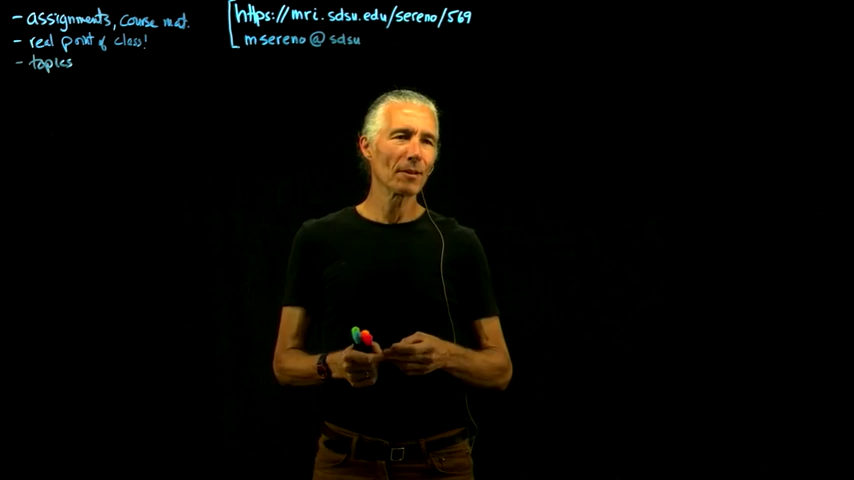 - assignments, course mat.
- real point of class!
- topics
https://mri.sdsu.edu/sereno/569
msereno@sdsu